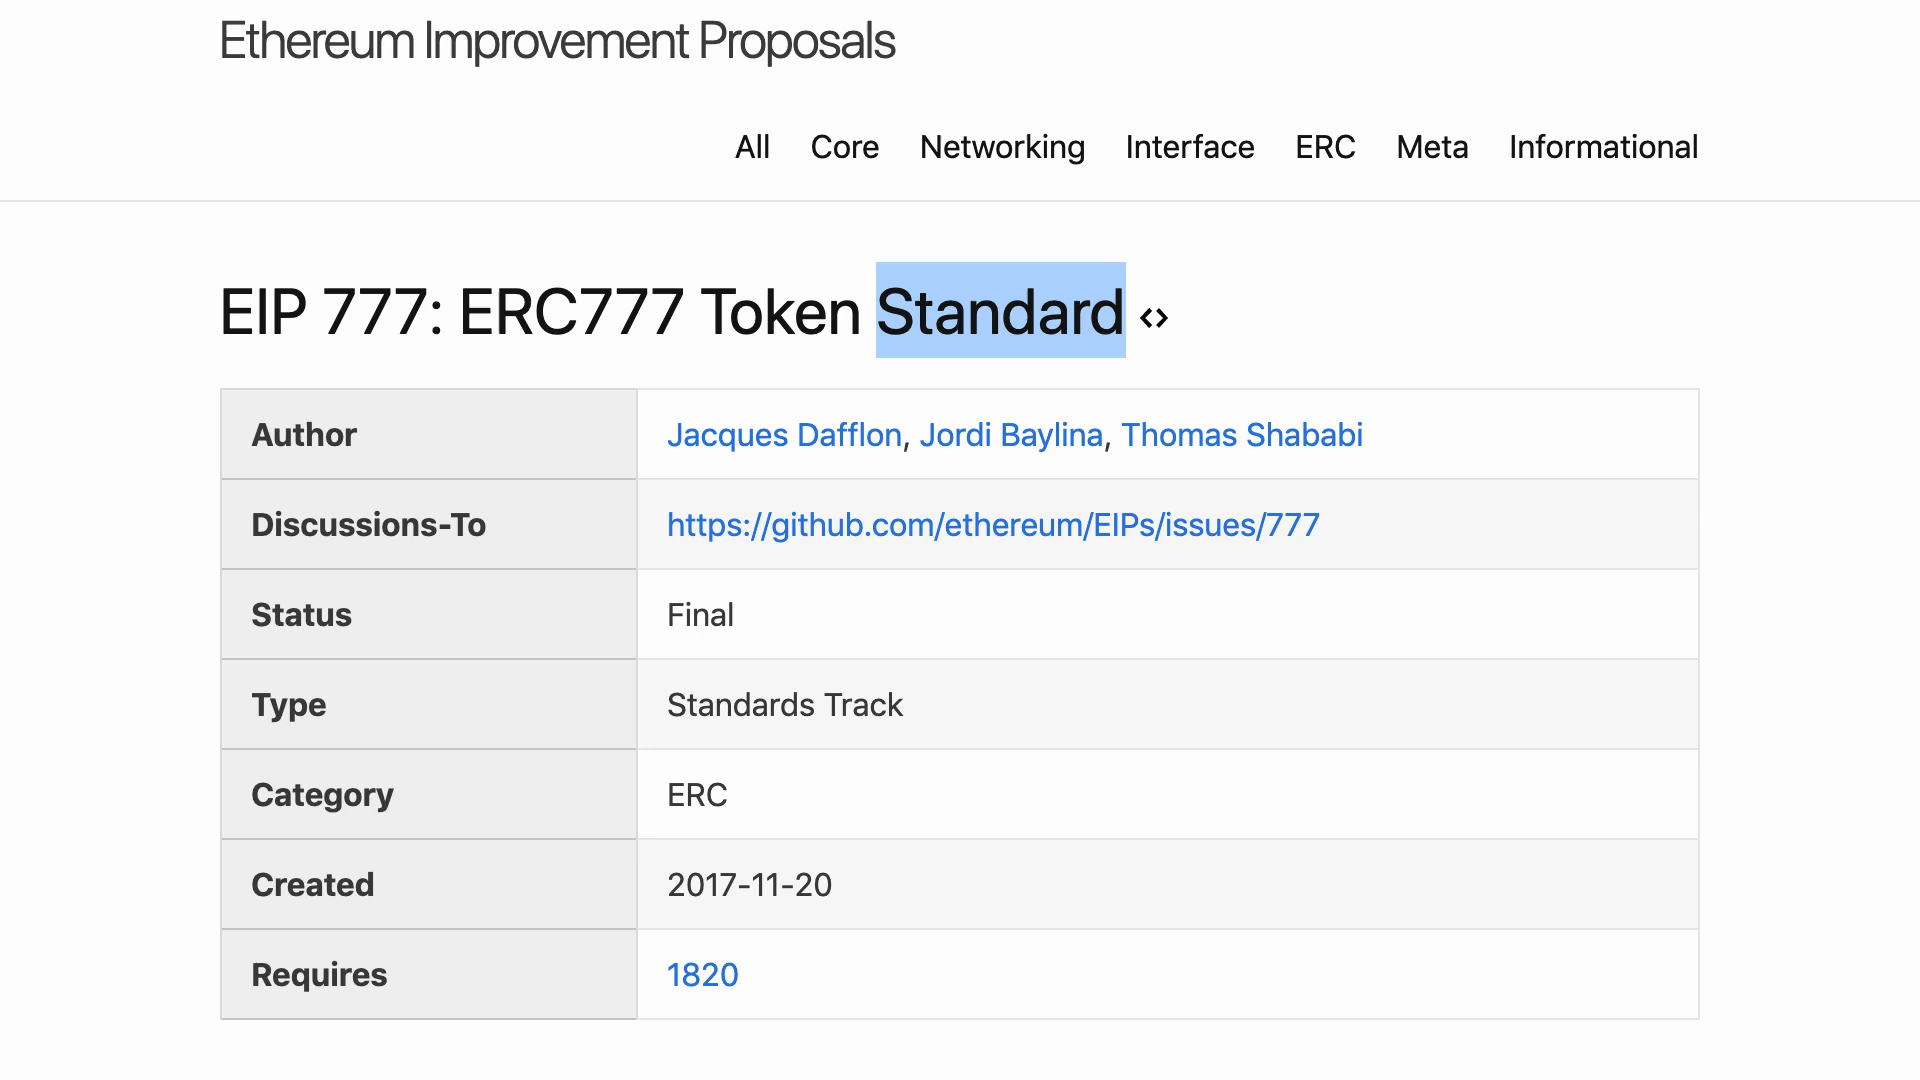 Ethereum Improvement Proposals
All Core Networking Interface ERC Meta Informational
EIP 777: ERC777 Token Standard <>
Author Jacques Dafflon, Jordi Baylina, Thomas Shababi
Discussions-To https://github.com/ethereum/EIPs/issues/777
Status Final
Type Standards Track
Category ERC
Created 2017-11-20
Requires 1820